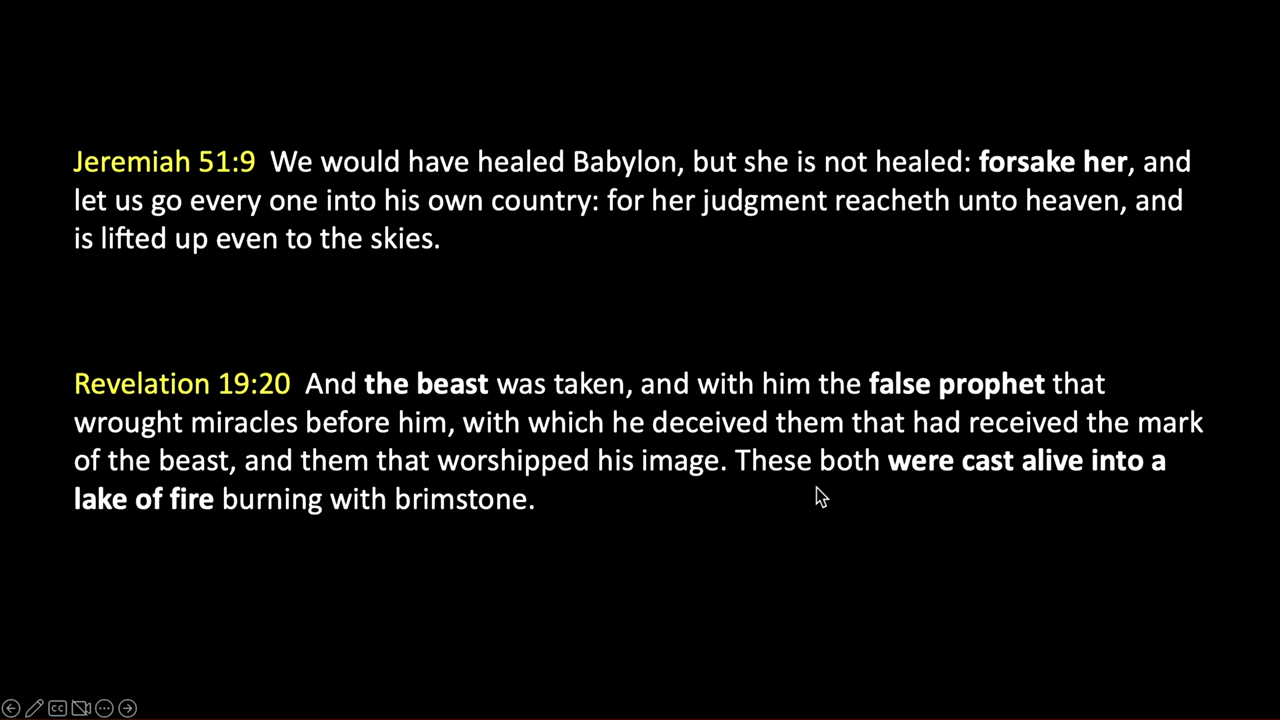 Jeremiah 51:9  We would have healed Babylon, but she is not healed: forsake her, and
let us go every one into his own country: for her judgment reacheth unto heaven, and
is lifted up even to the skies.
Revelation 19:20  And the beast was taken, and with him the false prophet that
wrought miracles before him, with which he deceived them that had received the mark
of the beast, and them that worshipped his image. These both were cast alive into a
lake of fire burning with brimstone.
CC